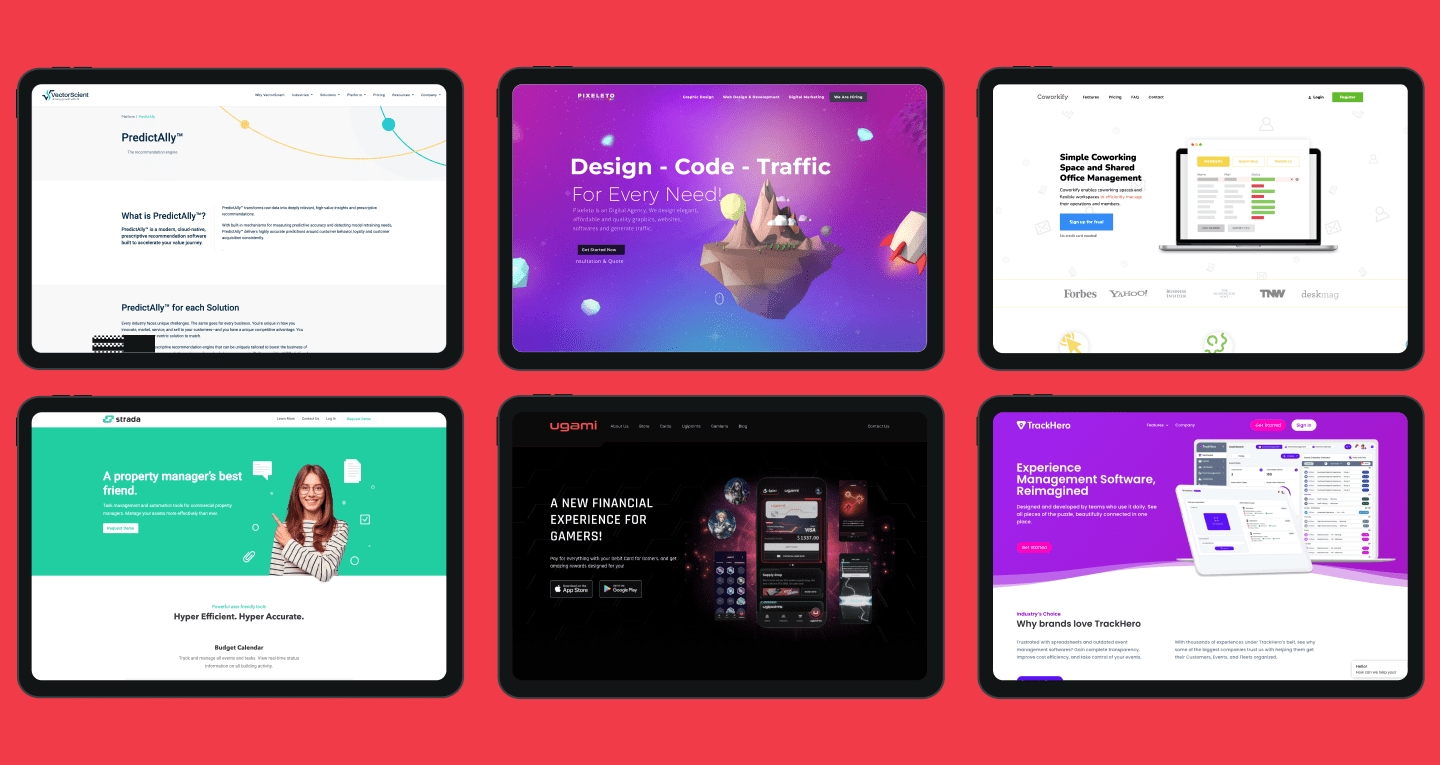 VectorScient
Why VectorScient Industries Solutions Platform Pricing Resources Company
Platform / PredictAlly
PredictAlly™
The recommendation engine
What is PredictAlly™?
PredictAlly™ is a modern, cloud-native,
prescriptive recommendation software
built to accelerate your value journey.
PredictAlly™ transforms raw data into deeply relevant, high-value insights and prescriptive
recommendations.
With built in mechanisms for measuring predictive accuracy and detecting model retraining needs,
PredictAlly™ delivers highly accurate predictions around customer behavior, loyalty and customer
acquisition consistently.
PredictAlly™ for each Solution
Every industry faces unique challenges. The same goes for every business. You're unique in how you
innovate, market, service, and sell to your customers—and you have a unique competitive advantage. You
centric solution to match.
scriptive recommendation engine that can be uniquely tailored to boost the business of
PIXELETO
Graphic Design Web Design & Development Digital Marketing We Are Hiring
Design - Code - Traffic
For Every Need!
Pixeleto is an Digital Agency, We design elegant,
affordable and quality graphics, websites,
softwares and generate traffic.
Get Started Now
nsultation & Quote
Coworkify
Features Pricing FAQ Contact
Login
Register
Simple Coworking
Space and Shared
Office Management
Coworkify enables coworking spaces and
flexible workspaces to efficiently manage
their operations and members.
Sign up for free!
No credit card needed!
Forbes YAHOO! BUSINESS INSIDER TNW deskmag
strada
Learn More Contact Us Log In Request Demo
A property manager's best
friend.
Task management and automation tools for commercial property
managers. Manage your assets more effectively than ever.
Request Demo
Powerful user friendly tools
Hyper Efficient. Hyper Accurate.
Budget Calendar
Track and manage all events and tasks. View real-time status
information on all building activity.
ugami
About Us Store Cards Ugipoints Gamkins Blog
Contact Us
A NEW FINANCIAL
EXPERIENCE FOR
GAMERS!
Pay for everything with your Debit Card for Gamers, and get
amazing rewards designed for you!
App Store
Google Play
ugami
VISA
$1337.00
Supply Drop
TrackHero
Features Company
Get Started
Sign In
Experience
Management Software,
Reimagined
Designed and developed by teams who use it daily. See
all pieces of the puzzle, beautifully connected in one
place.
Get Started
Industry's Choice
Why brands love TrackHero
Frustrated with spreadsheets and outdated event
management softwares? Gain complete transparency,
improve cost efficiency, and take control of your events.
With thousands of experiences under TrackHero's belt, see why
some of the biggest companies trust us with helping them get
their Customers, Events, and Fleets organized.
Hello!
How can we help you?